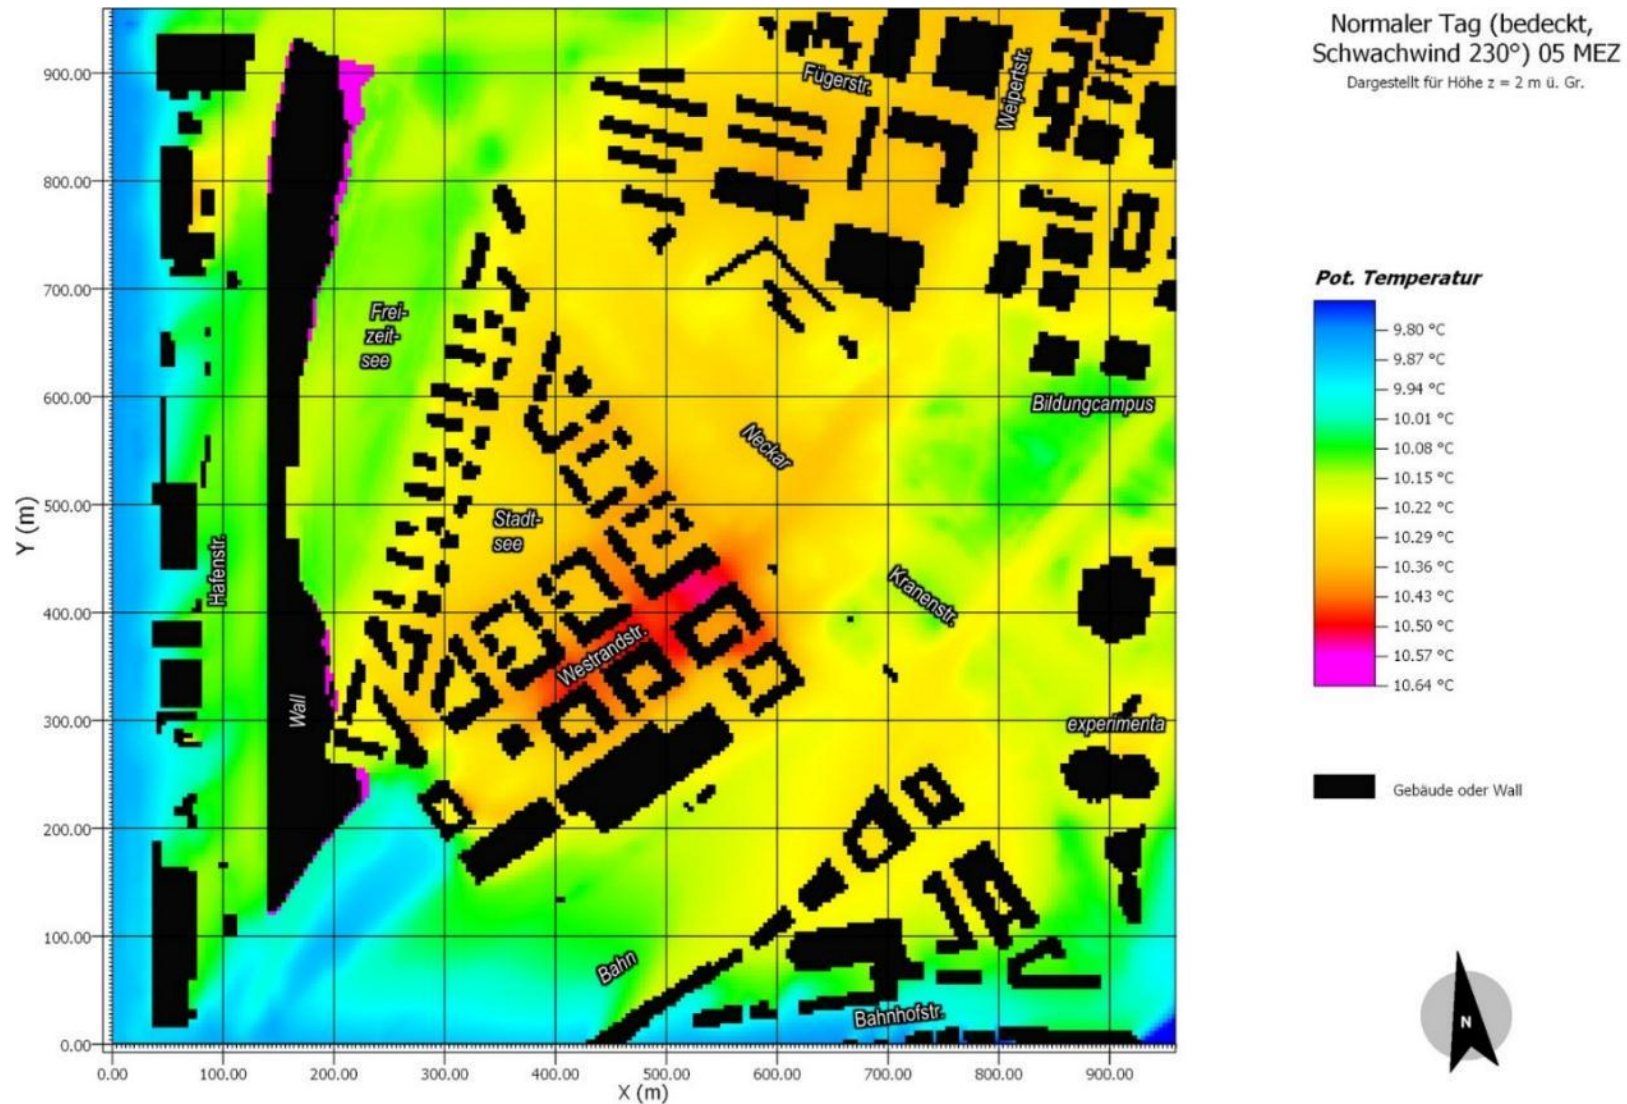 Normaler Tag (bedeckt,
Schwachwind 230°) 05 MEZ
Dargestellt für Höhe z = 2 m ü. Gr.
Pot. Temperatur
9.80 °C
9.87 °C
9.94 °C
10.01 °C
10.08 °C
10.15 °C
10.22 °C
10.29 °C
10.36 °C
10.43 °C
10.50 °C
10.57 °C
10.64 °C
Gebäude oder Wall
N
Y (m)
900.00
800.00
700.00
600.00
500.00
400.00
300.00
200.00
100.00
0.00
0.00
100.00
200.00
300.00
400.00
500.00
600.00
700.00
800.00
900.00
X (m)
Fügerstr.
Weipertstr.
Frei-
zeit-
see
Bildungcampus
Neckar
Stadt-
see
Hafenstr.
Kranenstr.
Westrandstr.
Wall
experimenta
Bahn
Bahnhofstr.